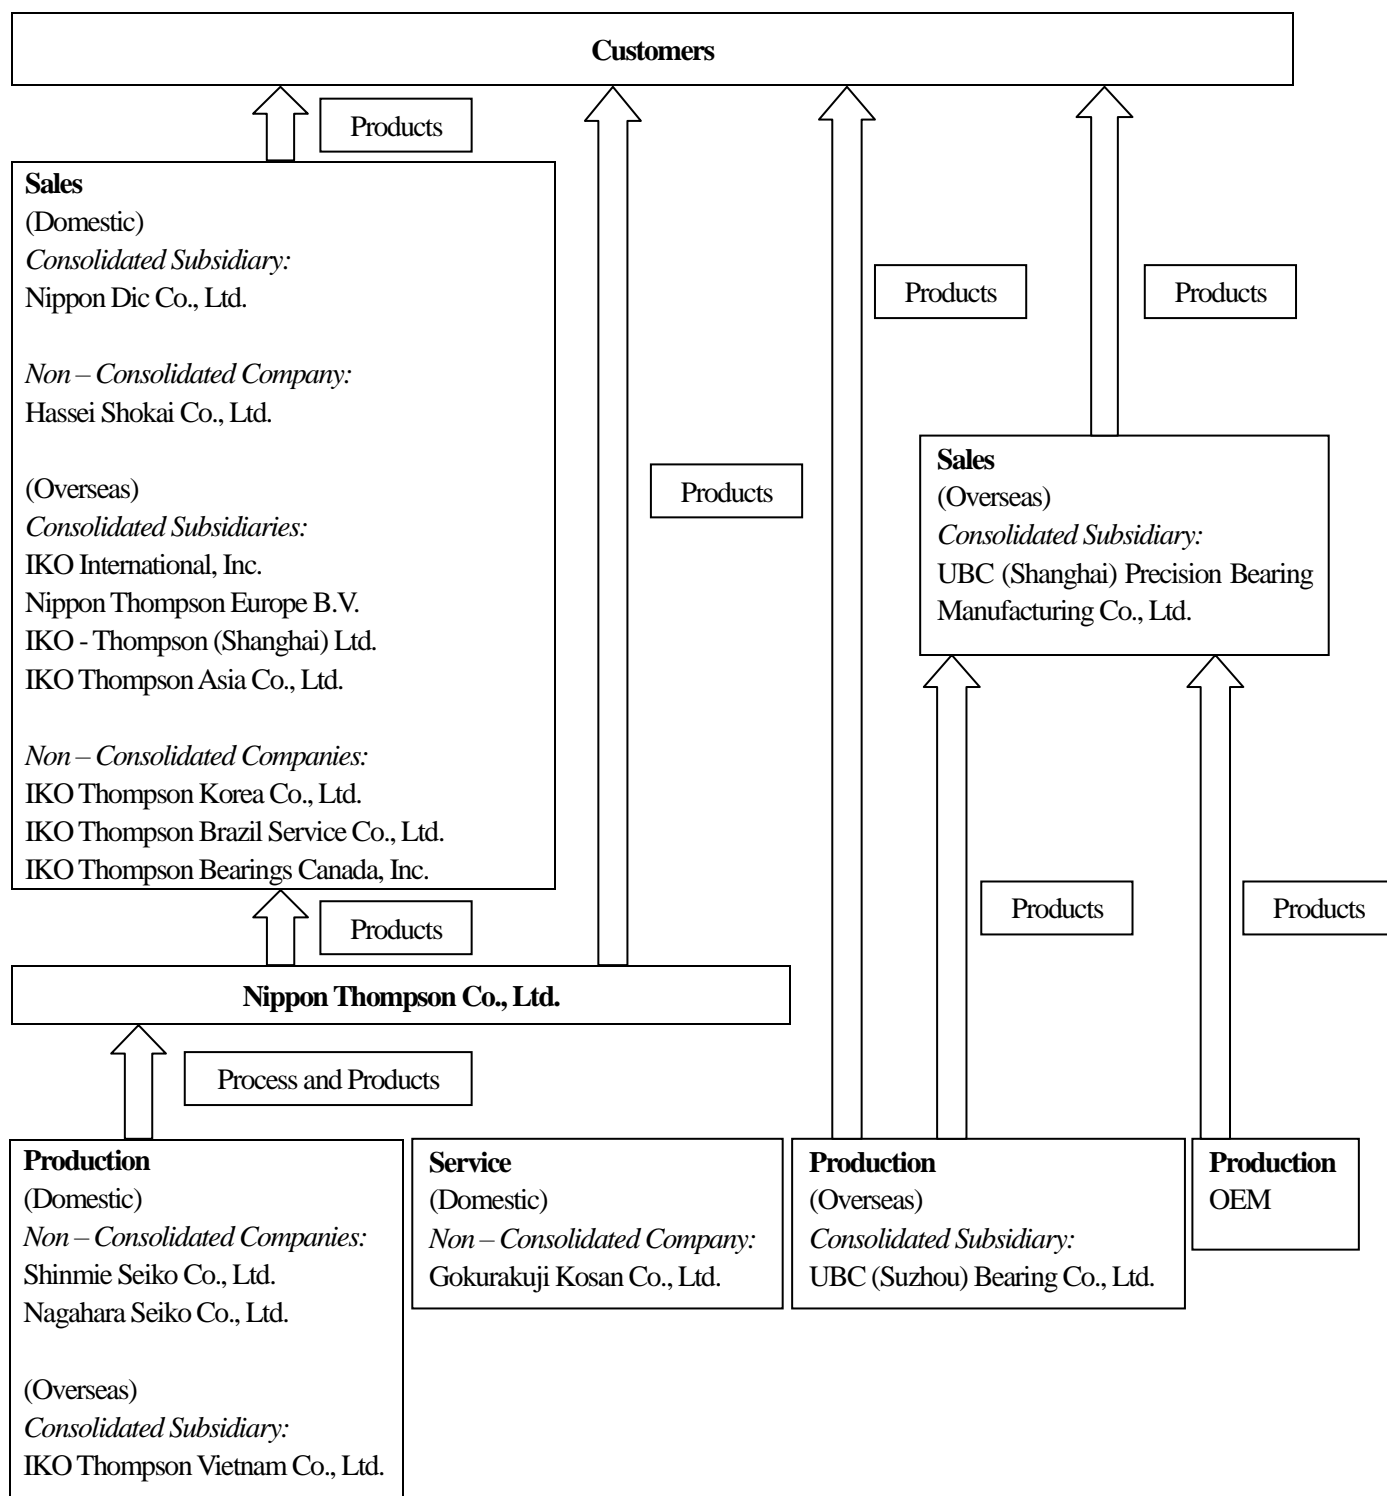 Customers
Products
Sales
(Domestic)
Consolidated Subsidiary:
Nippon Dic Co., Ltd.
Non – Consolidated Company:
Hassei Shokai Co., Ltd.
(Overseas)
Consolidated Subsidiaries:
IKO International, Inc.
Nippon Thompson Europe B.V.
IKO - Thompson (Shanghai) Ltd.
IKO Thompson Asia Co., Ltd.
Non – Consolidated Companies:
IKO Thompson Korea Co., Ltd.
IKO Thompson Brazil Service Co., Ltd.
IKO Thompson Bearings Canada, Inc.
Products
Products
Products
Products
Sales
(Overseas)
Consolidated Subsidiary:
UBC (Shanghai) Precision Bearing
Manufacturing Co., Ltd.
Products
Products
Products
Nippon Thompson Co., Ltd.
Process and Products
Production
(Domestic)
Non – Consolidated Companies:
Shinmie Seiko Co., Ltd.
Nagahara Seiko Co., Ltd.
(Overseas)
Consolidated Subsidiary:
IKO Thompson Vietnam Co., Ltd.
Service
(Domestic)
Non – Consolidated Company:
Gokurakuji Kosan Co., Ltd.
Production
(Overseas)
Consolidated Subsidiary:
UBC (Suzhou) Bearing Co., Ltd.
Production
OEM